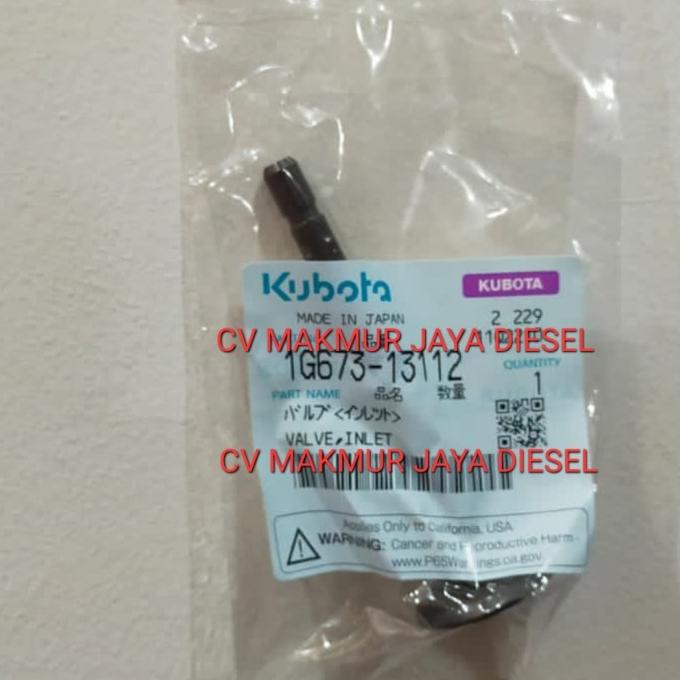 Kubota
KUBOTA
MADE IN JAPAN
2 229
CV MAKMUR JAYA DIESEL
1G673-13112
QUANTITY
1
PART NAME 品名 数量
バルブ<インレット>
VALVE,INLET
CV MAKMUR JAYA DIESEL
Applies Only to California, USA
WARNING: Cancer and Reproductive Harm -
www.P65Warnings.ca.gov